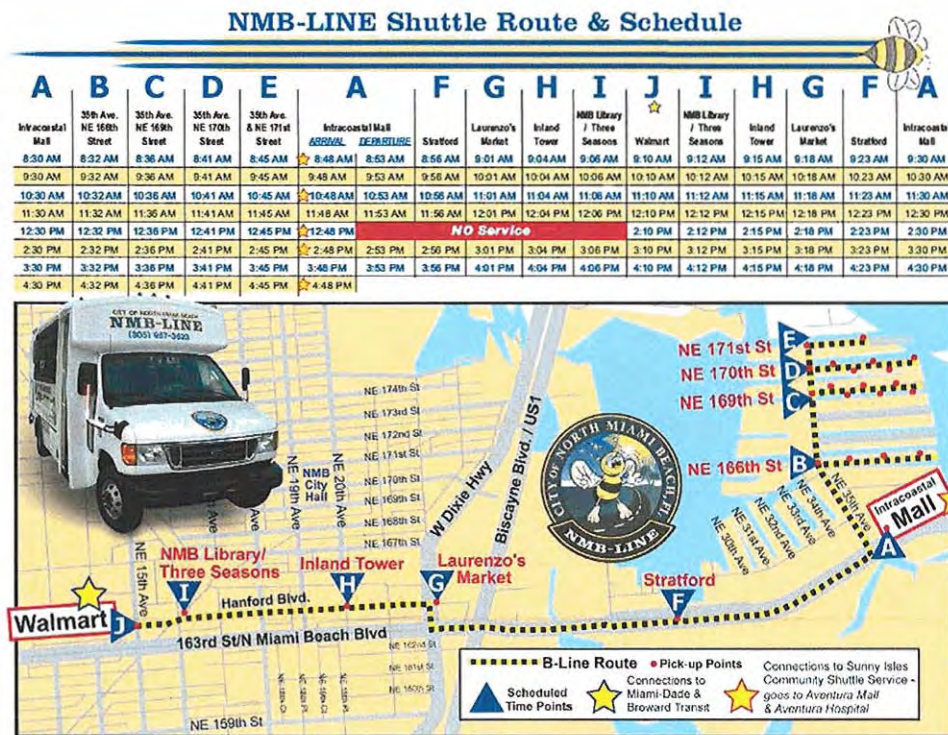 NMB-LINE Shuttle Route & Schedule
A B C D E A F G H I J I H G F A
Intracoastal Mall
35th Ave. NE 166th Street
35th Ave. NE 169th Street
35th Ave. NE 170th Street
35th Ave. & NE 171st Street
Intracoastal Mall
ARRIVAL DEPARTURE
Stratford
Laurenzo's Market
Inland Tower
NMB Library / Three Seasons
Walmart
NMB Library / Three Seasons
Inland Tower
Laurenzo's Market
Stratford
Intracoastal Mall
8:30 AM 8:32 AM 8:36 AM 8:41 AM 8:45 AM 8:48 AM 8:53 AM 8:56 AM 9:01 AM 9:04 AM 9:06 AM 9:10 AM 9:12 AM 9:15 AM 9:18 AM 9:23 AM 9:30 AM
9:30 AM 9:32 AM 9:36 AM 9:41 AM 9:45 AM 9:48 AM 9:53 AM 9:56 AM 10:01 AM 10:04 AM 10:06 AM 10:10 AM 10:12 AM 10:15 AM 10:18 AM 10:23 AM 10:30 AM
10:30 AM 10:32 AM 10:36 AM 10:41 AM 10:45 AM 10:48 AM 10:53 AM 10:56 AM 11:01 AM 11:04 AM 11:06 AM 11:10 AM 11:12 AM 11:15 AM 11:18 AM 11:23 AM 11:30 AM
11:30 AM 11:32 AM 11:36 AM 11:41 AM 11:45 AM 11:48 AM 11:53 AM 11:56 AM 12:01 PM 12:04 PM 12:06 PM 12:10 PM 12:12 PM 12:15 PM 12:18 PM 12:23 PM 12:30 PM
12:30 PM 12:32 PM 12:36 PM 12:41 PM 12:45 PM 12:48 PM NO Service 2:10 PM 2:12 PM 2:15 PM 2:18 PM 2:23 PM 2:30 PM
2:30 PM 2:32 PM 2:36 PM 2:41 PM 2:45 PM 2:48 PM 2:53 PM 2:56 PM 3:01 PM 3:04 PM 3:06 PM 3:10 PM 3:12 PM 3:15 PM 3:18 PM 3:23 PM 3:30 PM
3:30 PM 3:32 PM 3:36 PM 3:41 PM 3:45 PM 3:48 PM 3:53 PM 3:56 PM 4:01 PM 4:04 PM 4:06 PM 4:10 PM 4:12 PM 4:15 PM 4:18 PM 4:23 PM 4:30 PM
4:30 PM 4:32 PM 4:36 PM 4:41 PM 4:45 PM 4:48 PM
CITY OF NORTH MIAMI BEACH
NMB-LINE
E
NE 171st St
D
NE 170th St
C
NE 169th St
B
NE 166th St
NE 174th St
NE 173rd St
NE 172nd St
NE 171st St
NE 170th St
NE 169th St
NE 168th St
NE 167th St
NE 19th Ave
NMB City Hall
NE 20th Ave
W Dixie Hwy
Biscayne Blvd. / US1
CITY OF NORTH MIAMI BEACH, FL
NMB-LINE
NE 30th Ave
NE 31st Ave
NE 32nd Ave
NE 33rd Ave
NE 34th Ave
NE 35th Ave
Intracoastal
Mall
A
NE 15th Ave
NMB Library/
Three Seasons
I
Inland Tower
H
Laurenzo's
Market
G
Stratford
F
Walmart
J
Hanford Blvd.
163rd St/N Miami Beach Blvd
NE 162nd St
NE 161st St
NE 160th St
NE 159th St
B-Line Route
Pick-up Points
Scheduled
Time Points
Connections to
Miami-Dade &
Broward Transit
Connections to Sunny Isles
Community Shuttle Service -
goes to Aventura Mall
& Aventura Hospital